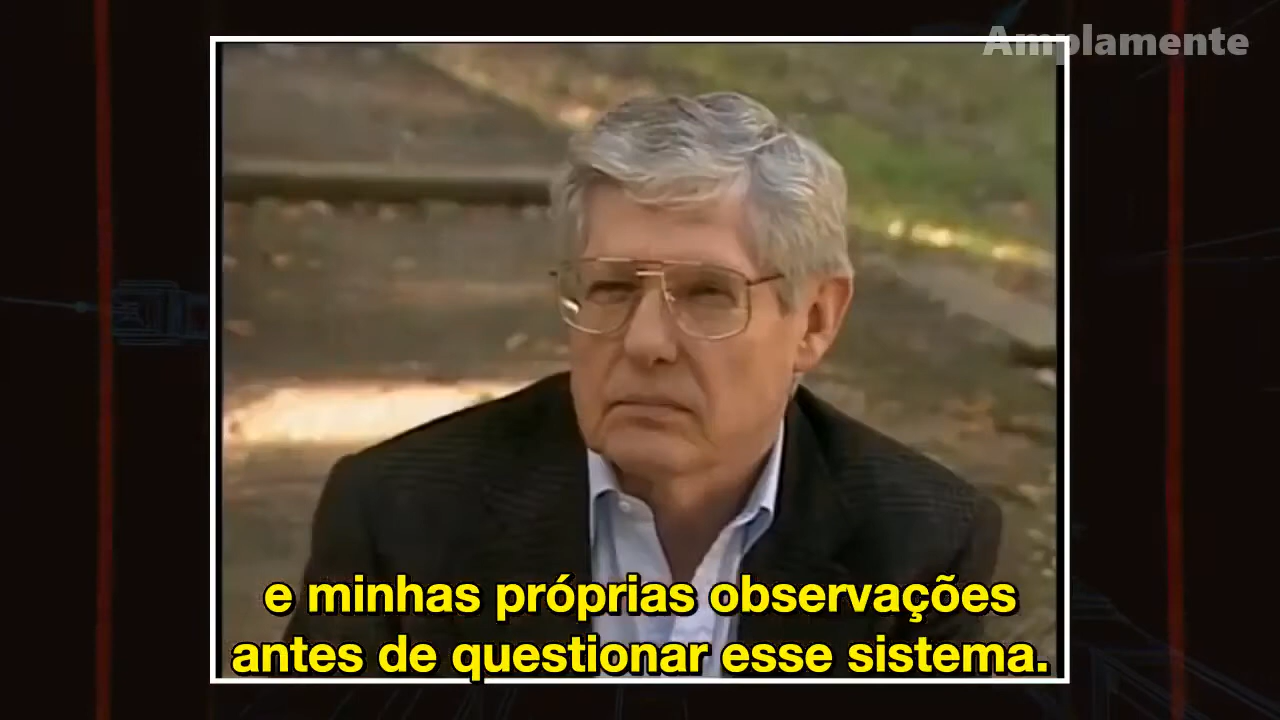 Amplamente
e minhas próprias observações
antes de questionar esse sistema.